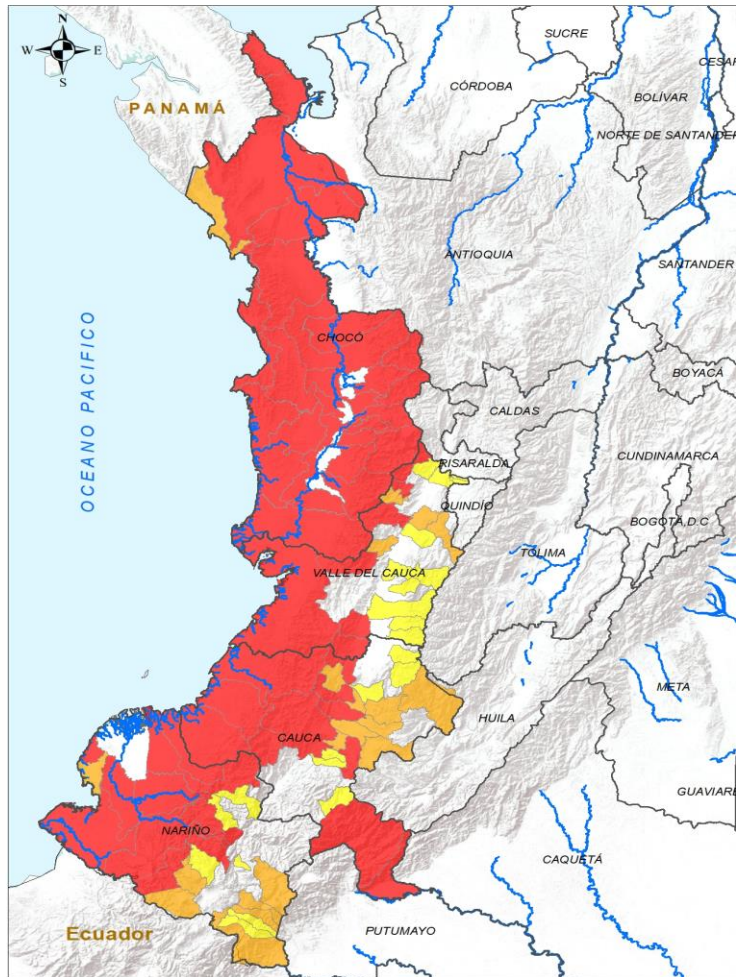 N
W E
S
SUCRE
CESAR
CÓRDOBA
BOLÍVAR
PANAMÁ
NORTE DE SANTANDER
ANTIOQUIA
SANTANDER
OCEANO PACIFICO
CHOCÓ
BOYACÁ
CALDAS
CUNDINAMARCA
RISARALDA
QUINDÍO
BOGOTÁ, D.C
TOLIMA
VALLE DEL CAUCA
META
HUILA
CAUCA
GUAVIARE
NARIÑO
CAQUETÁ
Ecuador
PUTUMAYO